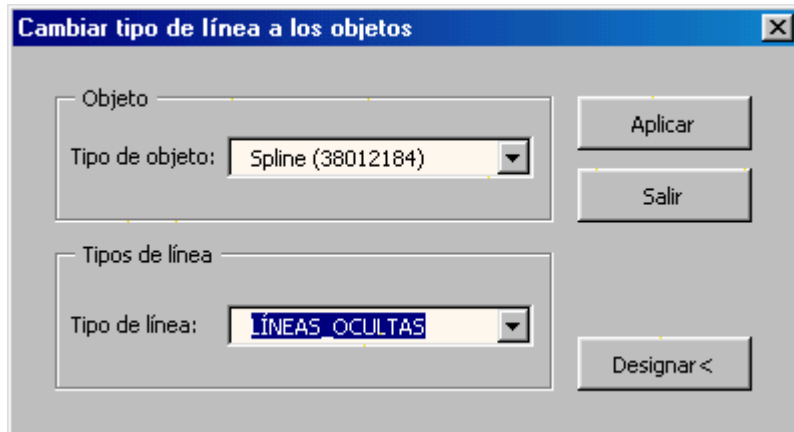 Cambiar tipo de línea a los objetos
Objeto
Tipo de objeto: Spline (38012184)
Aplicar
Salir
Tipos de línea
Tipo de línea: LÍNEAS_OCULTAS
Designar<